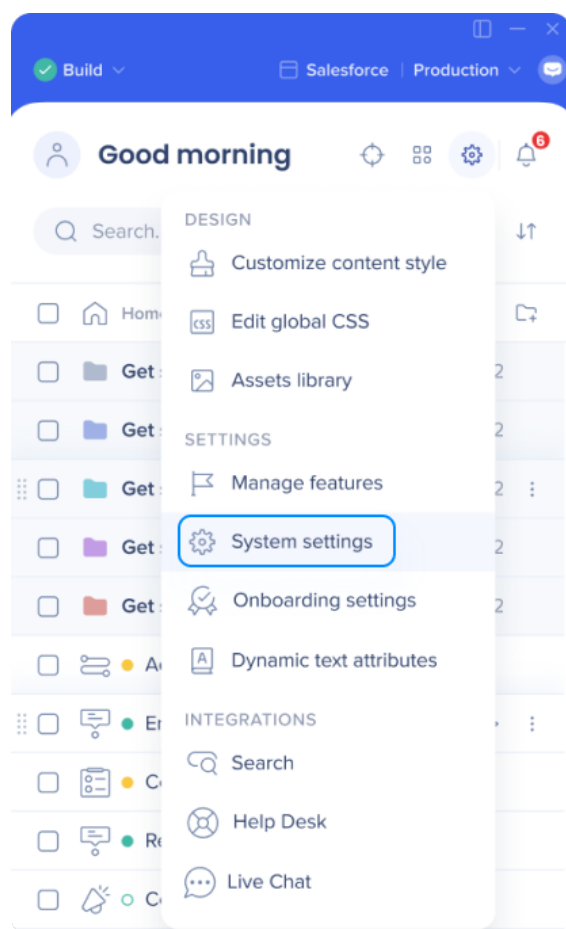 Build
Salesforce | Production
Good morning
6
Search.
DESIGN
Customize content style
CSS
Edit global CSS
Assets library
SETTINGS
Manage features
System settings
Onboarding settings
A
Dynamic text attributes
INTEGRATIONS
Search
Help Desk
Live Chat
Get
2
Get
2
Get
2
Get
2
Get
2